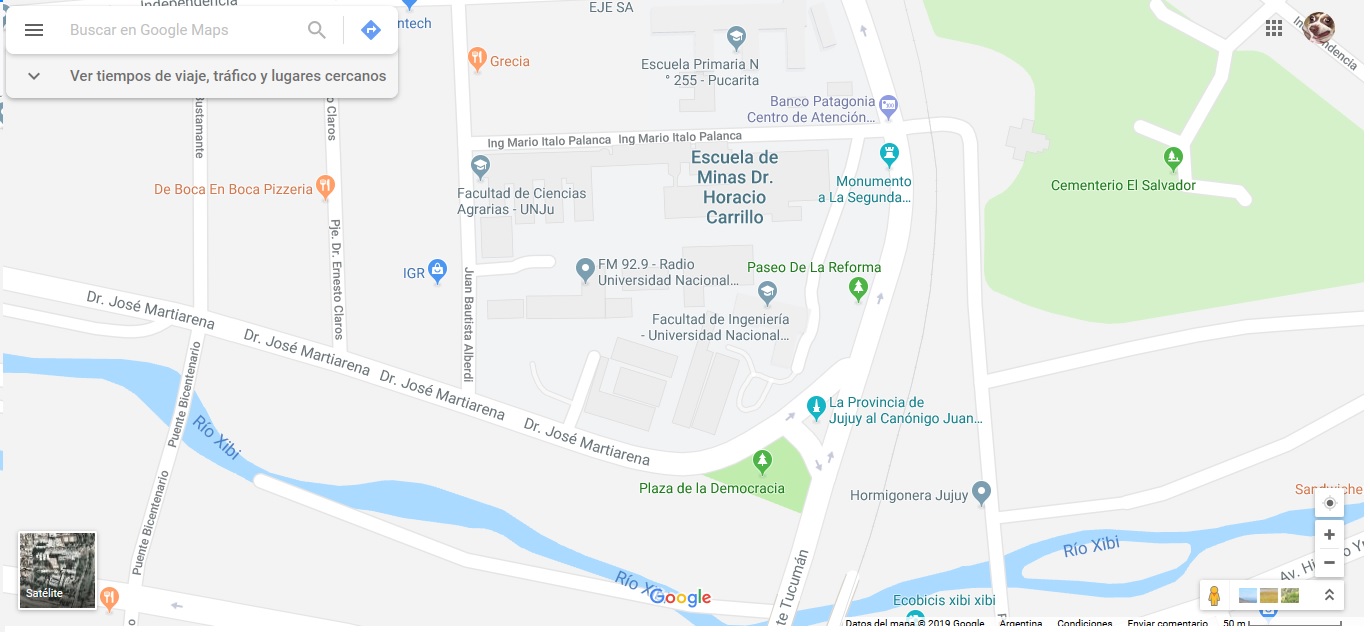 Independencia
EJE SA
ntech
Buscar en Google Maps
Independencia
Ver tiempos de viaje, tráfico y lugares cercanos
Grecia
Escuela Primaria N
° 255 - Pucarita
Banco Patagonia
Centro de Atención...
Bustamante
o Claros
Ing Mario Italo Palanca Ing Mario Italo Palanca
Escuela de
Minas Dr.
Horacio
Carrillo
Monumento
a La Segunda...
Cementerio El Salvador
De Boca En Boca Pizzeria
Facultad de Ciencias
Agrarias - UNJu
Pje. Dr. Ernesto Claros
IGR
Juan Bautista Alberdi
FM 92.9 - Radio
Universidad Nacional...
Paseo De La Reforma
Facultad de Ingeniería
- Universidad Nacional...
Dr. José Martiarena
Dr. José Martiarena
Dr. José Martiarena
Dr. José Martiarena
Puente Bicentenario
Río Xibi
La Provincia de
Jujuy al Canónigo Juan...
Plaza de la Democracia
Hormigonera Jujuy
Sandwiche
Puente Bicentenario
Río Xibi
Av. Hi
Satélite
Río X
Google
te Tucumán
Ecobicis xibi xibi
Datos del mapa © 2019 Google Argentina Condiciones Enviar comentario 50 m